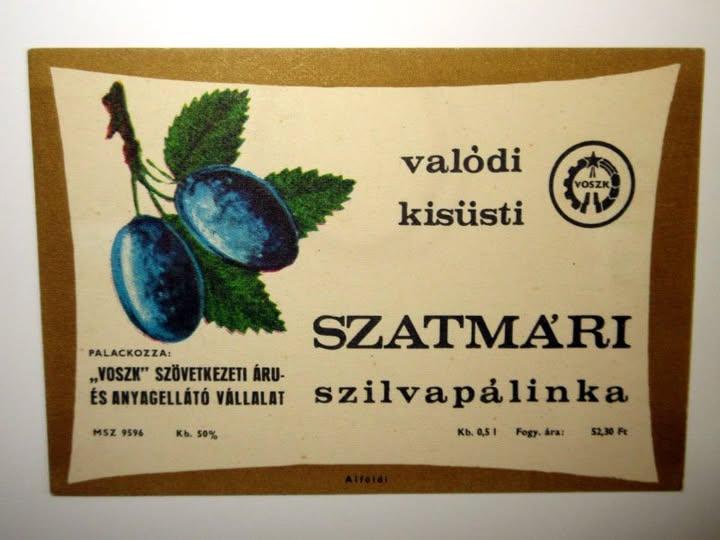 valódi
kisüsti
VOSZK
SZATMÁRI
szilvapálinka
PALACKOZZA:
„VOSZK" SZÖVETKEZETI ÁRU-
ÉS ANYAGELLÁTÓ VÁLLALAT
MSZ 9596 Kb. 50%
Kb. 0,5 l Fogy. ára: 52,30 Ft
Alföldi